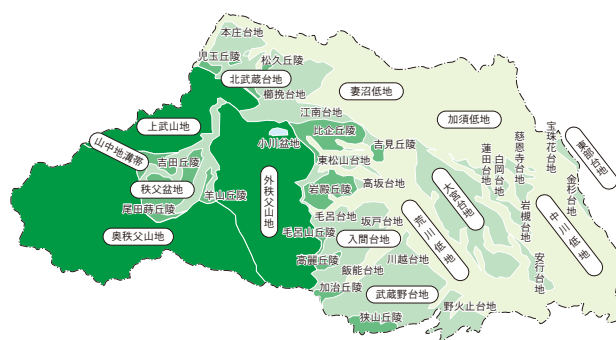 本庄台地
児玉丘陵
松久丘陵
北武蔵台地
櫛挽台地
妻沼低地
江南台地
加須低地
上武山地
比企丘陵
小川盆地
吉見丘陵
山中地溝帯
吉田丘陵
東松山台地
秩父盆地
羊山丘陵
外秩父山地
岩殿丘陵
高坂台地
尾田蒔丘陵
毛呂台地
坂戸台地
奥秩父山地
毛呂山丘陵
入間台地
高麗丘陵
飯能台地
川越台地
加治丘陵
武蔵野台地
野火止台地
狭山丘陵
荒川低地
大宮台地
蓮田台地
白岡台地
慈恩寺台地
宝珠花台地
東部台地
金杉台地
岩槻台地
中川低地
安行台地